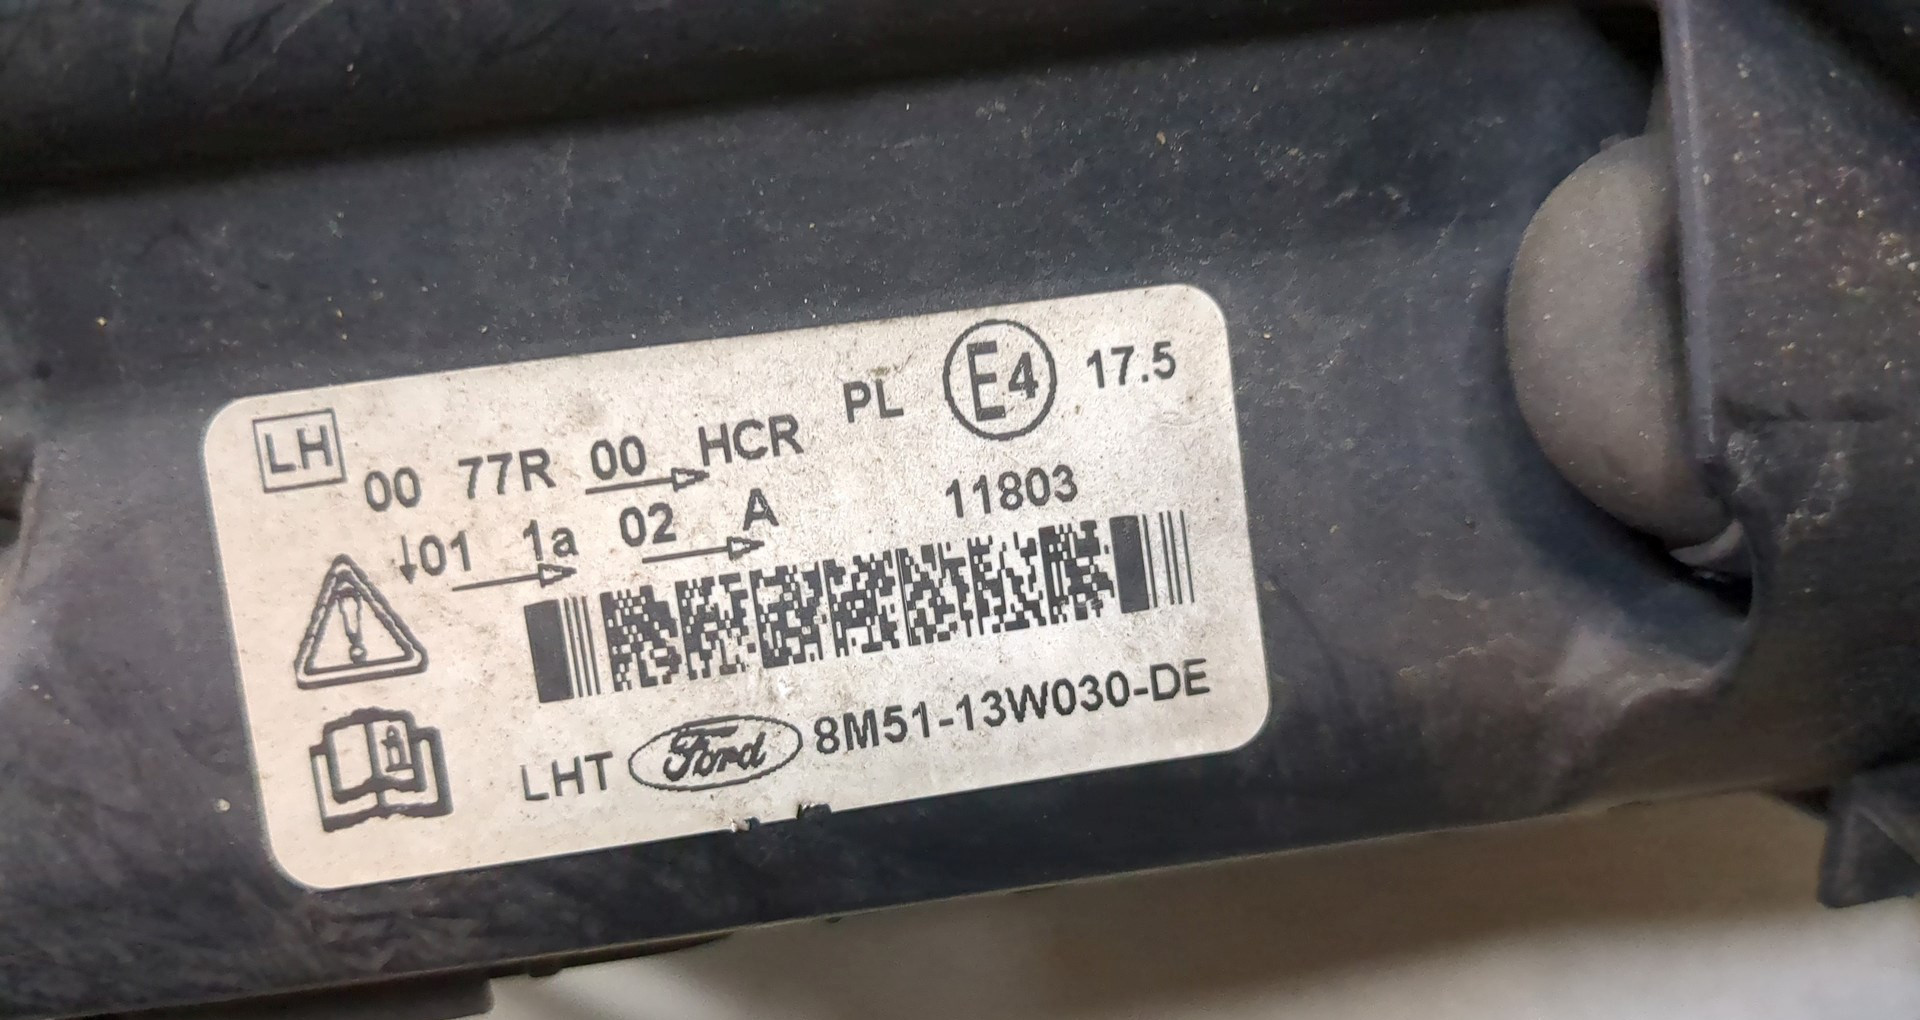 LH 00 77R 00 HCR PL E4 17.5
01 1a 02 A 11803
LHT Ford 8M51-13W030-DE